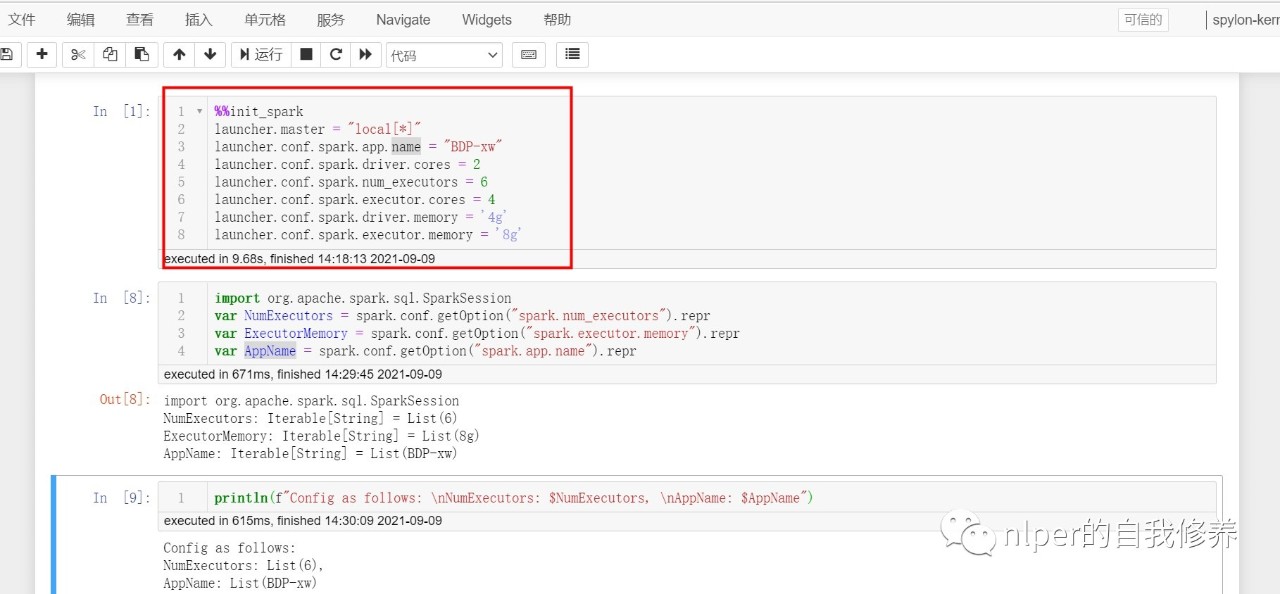 文件 编辑 查看 插入 单元格 服务 Navigate Widgets 帮助 可信的 spylon-ker
运行 代码
In [1]:
1 %%init_spark
2 launcher.master = "local[*]"
3 launcher.conf.spark.app.name = "BDP-xw"
4 launcher.conf.spark.driver.cores = 2
5 launcher.conf.spark.num_executors = 6
6 launcher.conf.spark.executor.cores = 4
7 launcher.conf.spark.driver.memory = '4g'
8 launcher.conf.spark.executor.memory = '8g'
executed in 9.68s, finished 14:18:13 2021-09-09
In [8]:
1 import org.apache.spark.sql.SparkSession
2 var NumExecutors = spark.conf.getOption("spark.num_executors").repr
3 var ExecutorMemory = spark.conf.getOption("spark.executor.memory").repr
4 var AppName = spark.conf.getOption("spark.app.name").repr
executed in 671ms, finished 14:29:45 2021-09-09
Out[8]: import org.apache.spark.sql.SparkSession
NumExecutors: Iterable[String] = List(6)
ExecutorMemory: Iterable[String] = List(8g)
AppName: Iterable[String] = List(BDP-xw)
In [9]:
1 println(f"Config as follows: \nNumExecutors: $NumExecutors, \nAppName: $AppName")
executed in 615ms, finished 14:30:09 2021-09-09
Config as follows:
NumExecutors: List(6),
AppName: List(BDP-xw)
nlper的自我修养